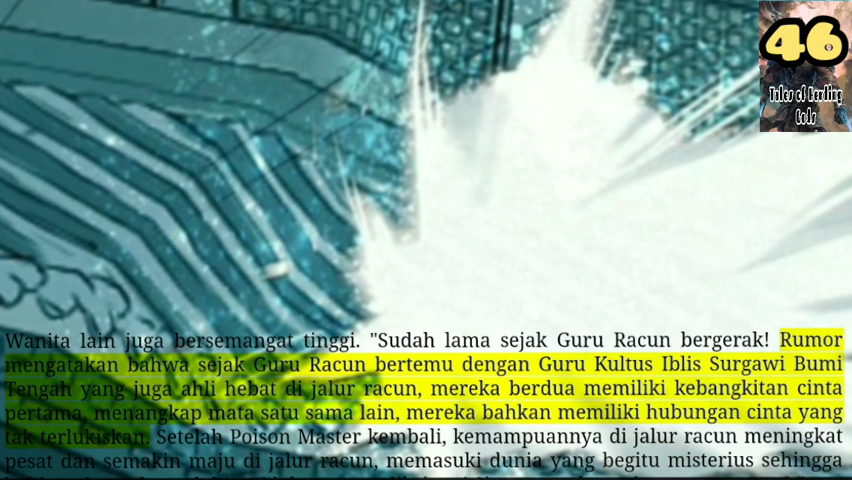 46
Tales of Herding
Gods
Wanita lain juga bersemangat tinggi. "Sudah lama sejak Guru Racun bergerak! Rumor
mengatakan bahwa sejak Guru Racun bertemu dengan Guru Kultus Iblis Surgawi Bumi
Tengah yang juga ahli hebat di jalur racun, mereka berdua memiliki kebangkitan cinta
pertama, menangkap mata satu sama lain, mereka bahkan memiliki hubungan cinta yang
tak terlukiskan. Setelah Poison Master kembali, kemampuannya di jalur racun meningkat
pesat dan semakin maju di jalur racun, memasuki dunia yang begitu misterius sehingga